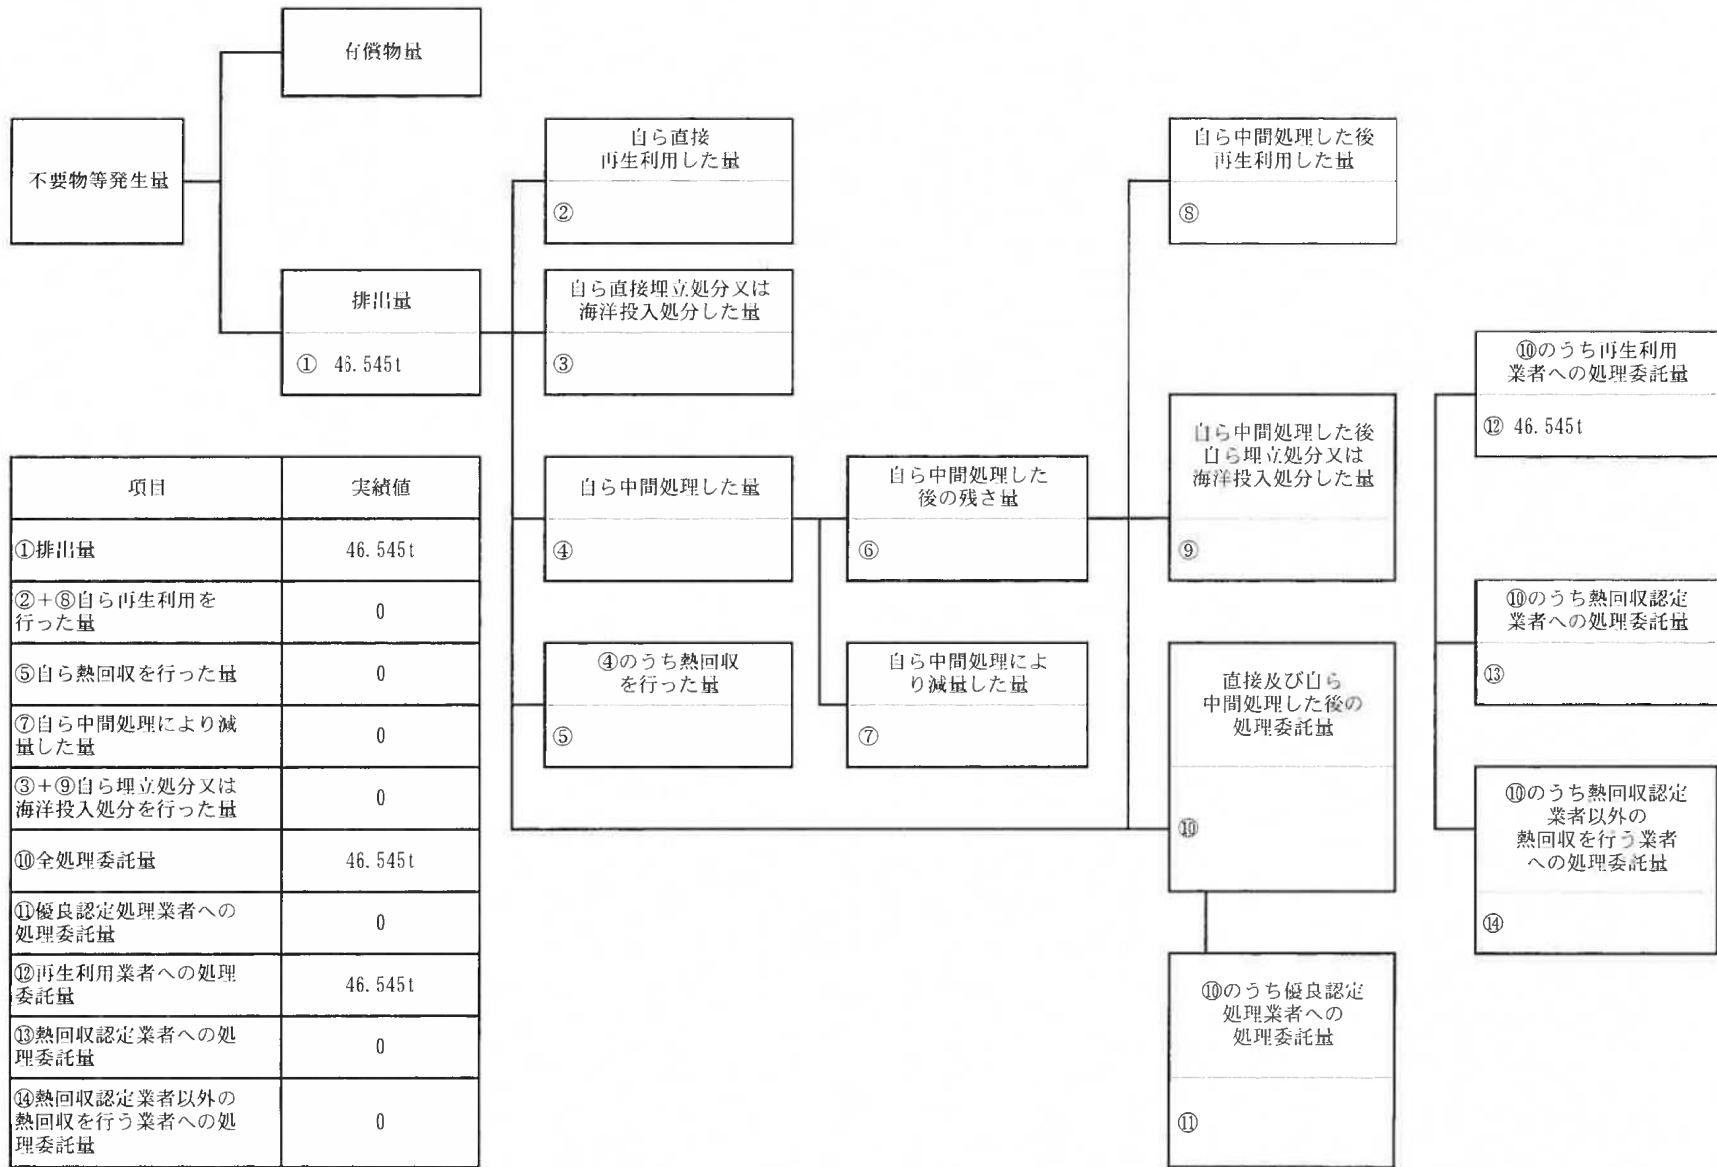 有償物量
不要物等発生量
排出量
① 46.545t
自ら直接
再生利用した量
②
自ら直接埋立処分又は
海洋投入処分した量
③
自ら中間処理した量
④
④のうち熱回収
を行った量
⑤
自ら中間処理した
後の残さ量
⑥
自ら中間処理によ
り減量した量
⑦
自ら中間処理した後
再生利用した量
⑧
自ら中間処理した後
自ら埋立処分又は
海洋投入処分した量
⑨
直接及び自ら
中間処理した後の
処理委託量
⑩
⑩のうち優良認定
処理業者への
処理委託量
⑪
⑩のうち再生利用
業者への処理委託量
⑫ 46.545t
⑩のうち熱回収認定
業者への処理委託量
⑬
⑩のうち熱回収認定
業者以外の
熱回収を行う業者
への処理委託量
⑭
項目 実績値
①排出量 46.545t
②+⑧自ら再生利用を
行った量 0
⑤自ら熱回収を行った量 0
⑦自ら中間処理により減
量した量 0
③+⑨自ら埋立処分又は
海洋投入処分を行った量 0
⑩全処理委託量 46.545t
⑪優良認定処理業者への
処理委託量 0
⑫再生利用業者への処理
委託量 46.545t
⑬熱回収認定業者への処
理委託量 0
⑭熱回収認定業者以外の
熱回収を行う業者への処
理委託量 0